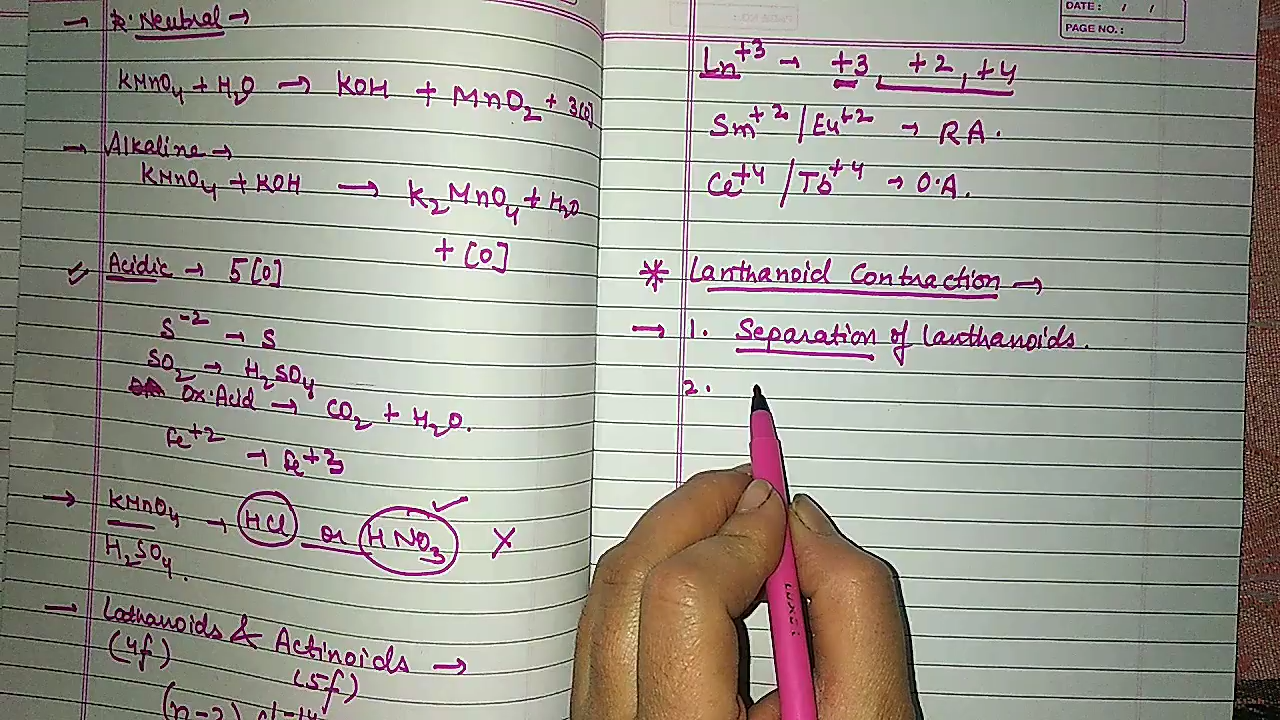 → Neutral →
KMnO₄ + H₂O → KOH + MnO₂ + 3[O]
→ Alkaline →
KMnO₄ + KOH → K₂MnO₄ + H₂O
+ [O]
Acidic → 5[O]
S⁻² → S
SO₂ → H₂SO₄
Ox. Acid → CO₂ + H₂O.
Fe⁺² → Fe⁺³
→ KMnO₄ → HCl or HNO₃ ✓ ✗
H₂SO₄.
→ Lathanoids & Actinoids →
(4f) (5f)
DATE: / /
PAGE NO.:
Ln⁺³ → +3, +2, +4
Sm⁺² / Eu⁺² → RA.
Ce⁺⁴ / Tb⁺⁴ → O.A.
* Lanthanoid Contraction →
→ 1. Separation of Lanthanoids.
2.
LUXOR